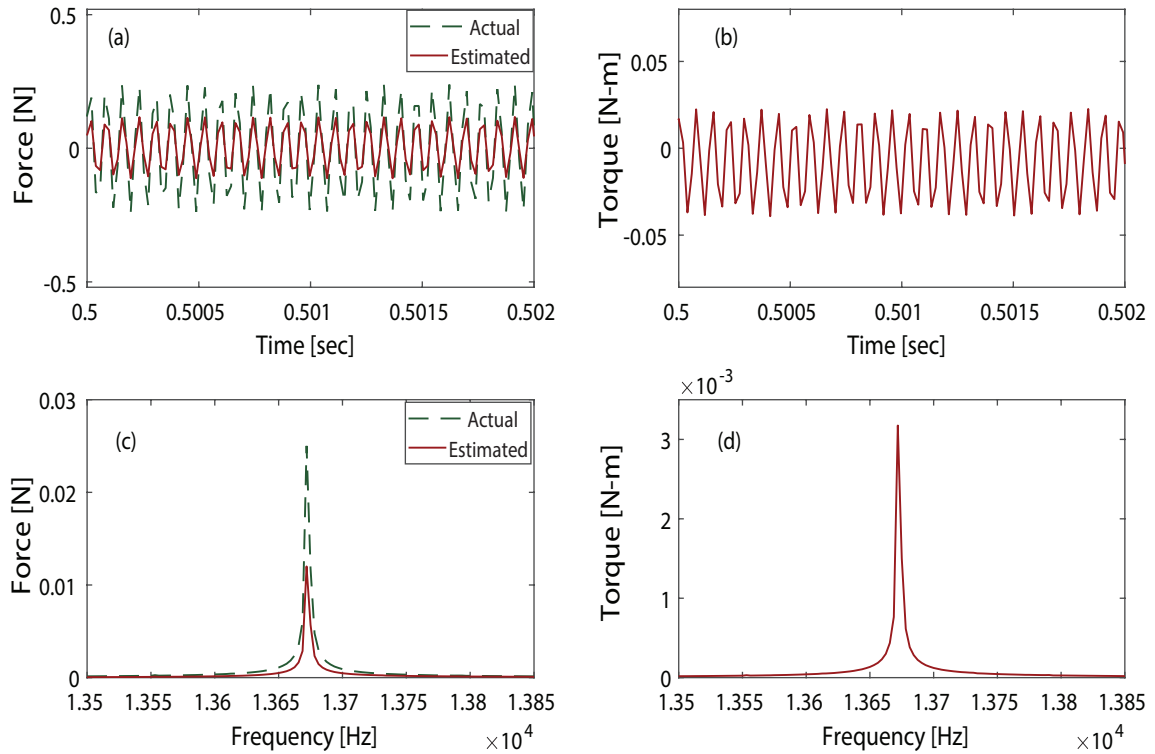 (a)
Actual
Estimated
0.5
0
-0.5
Force [N]
0.5 0.5005 0.501 0.5015 0.502
Time [sec]
(b)
0.05
0
-0.05
Torque [N-m]
0.5 0.5005 0.501 0.5015 0.502
Time [sec]
(c)
Actual
Estimated
0.03
0.02
0.01
0
Force [N]
1.35 1.355 1.36 1.365 1.37 1.375 1.38 1.385
Frequency [Hz]
×10⁴
×10⁻³
(d)
3
2
1
0
Torque [N-m]
1.35 1.355 1.36 1.365 1.37 1.375 1.38 1.385
Frequency [Hz]
×10⁴